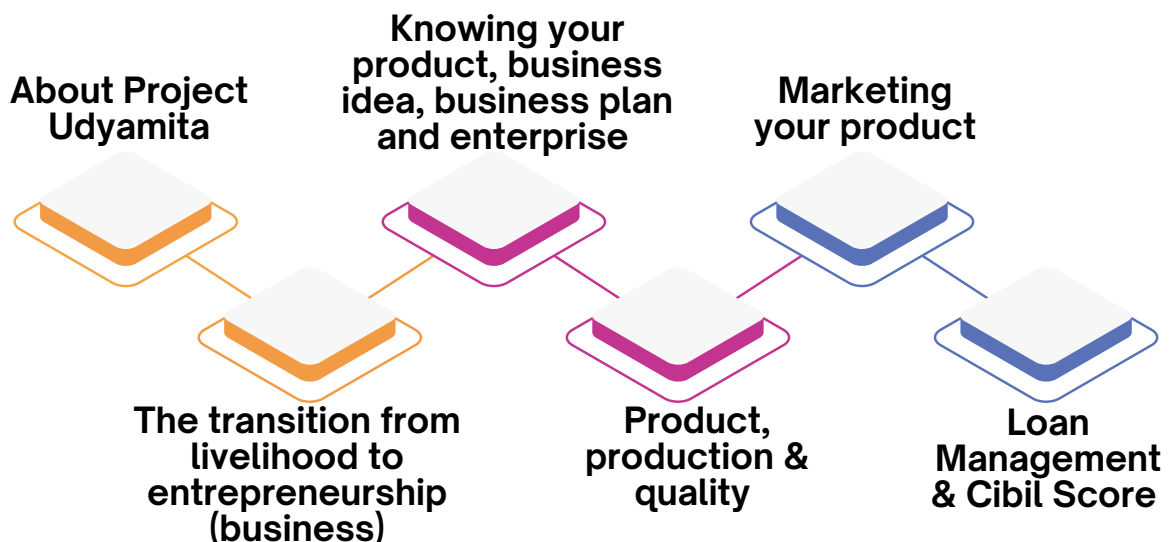 About Project
Udyamita
The transition from
livelihood to
entrepreneurship
(business)
Knowing your
product, business
idea, business plan
and enterprise
Product,
production &
quality
Marketing
your product
Loan
Management
& Cibil Score